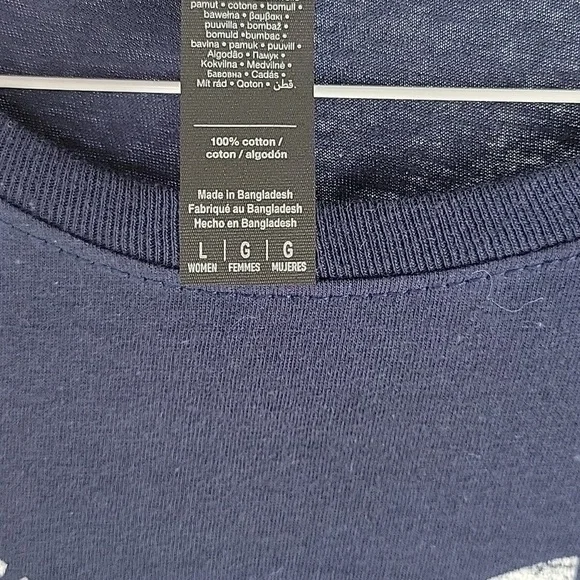 pamut • cotone • bomull •
bawełna • βαμβακι •
puuvilla • bombaž •
bomuld •bumbac •
bavina • pamuk • puuvill •
Algodão • Памук •
Kokvilna • Medvilnė •
Бавовна • Cadás •
Mít rád • Qoton • قطن.
100% cotton /
coton / algodón
Made in Bangladesh
Fabriqué au Bangladesh
Hecho en Bangladesh
L | G | G
WOMEN FEMMES MUJERES